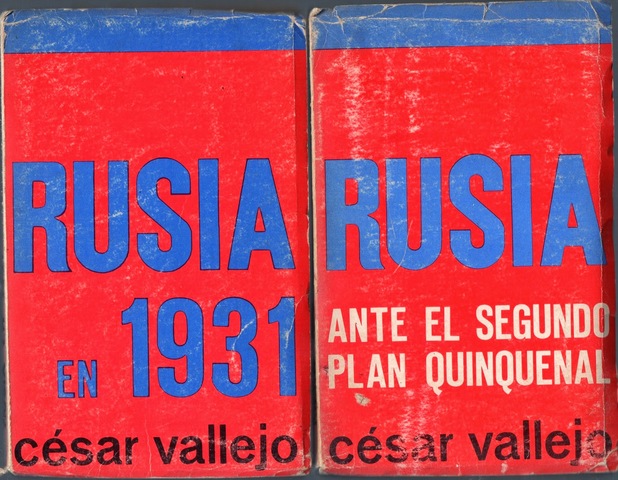 RUSIA
EN 1931
césar vallejo
RUSIA
ANTE EL SEGUNDO
PLAN QUINQUENAL
césar vallejo